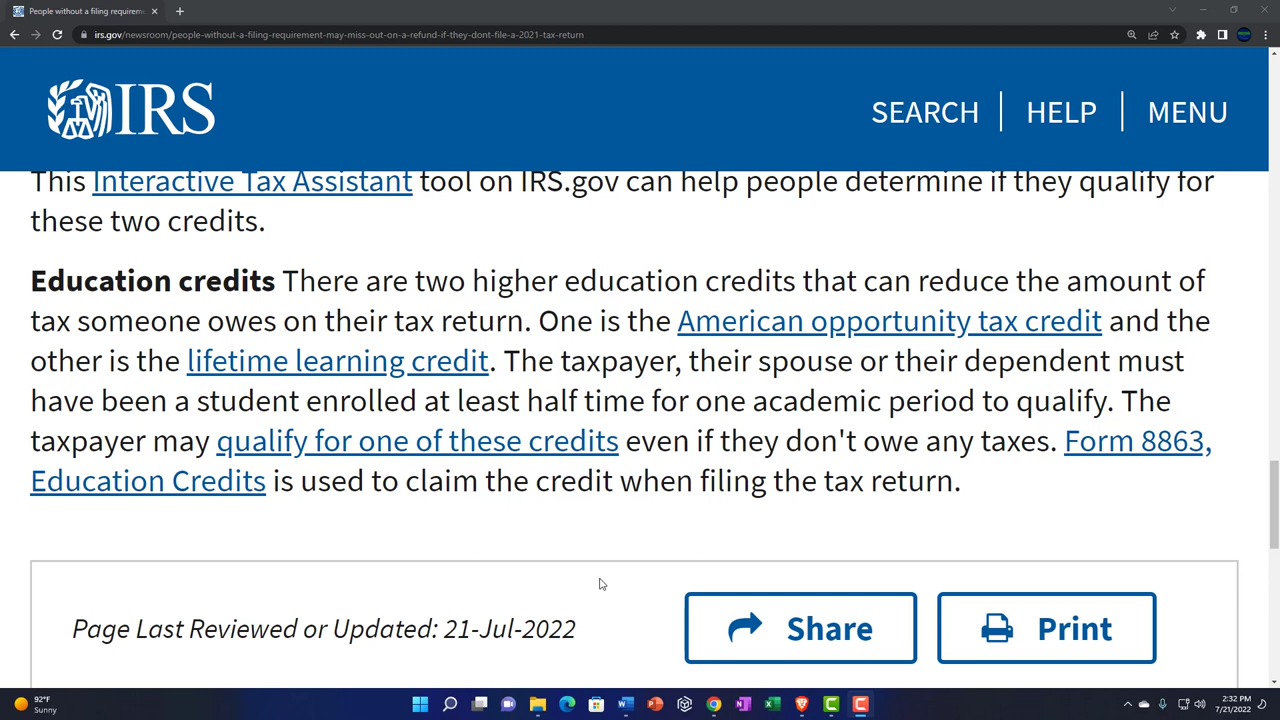 People without a filing requirem
irs.gov/newsroom/people-without-a-filing-requirement-may-miss-out-on-a-refund-if-they-dont-file-a-2021-tax-return
IRS
SEARCH HELP MENU
This Interactive Tax Assistant tool on IRS.gov can help people determine if they qualify for
these two credits.
Education credits There are two higher education credits that can reduce the amount of
tax someone owes on their tax return. One is the American opportunity tax credit and the
other is the lifetime learning credit. The taxpayer, their spouse or their dependent must
have been a student enrolled at least half time for one academic period to qualify. The
taxpayer may qualify for one of these credits even if they don't owe any taxes. Form 8863,
Education Credits is used to claim the credit when filing the tax return.
Page Last Reviewed or Updated: 21-Jul-2022
Share
Print
92°F
Sunny
2:32 PM
7/21/2022